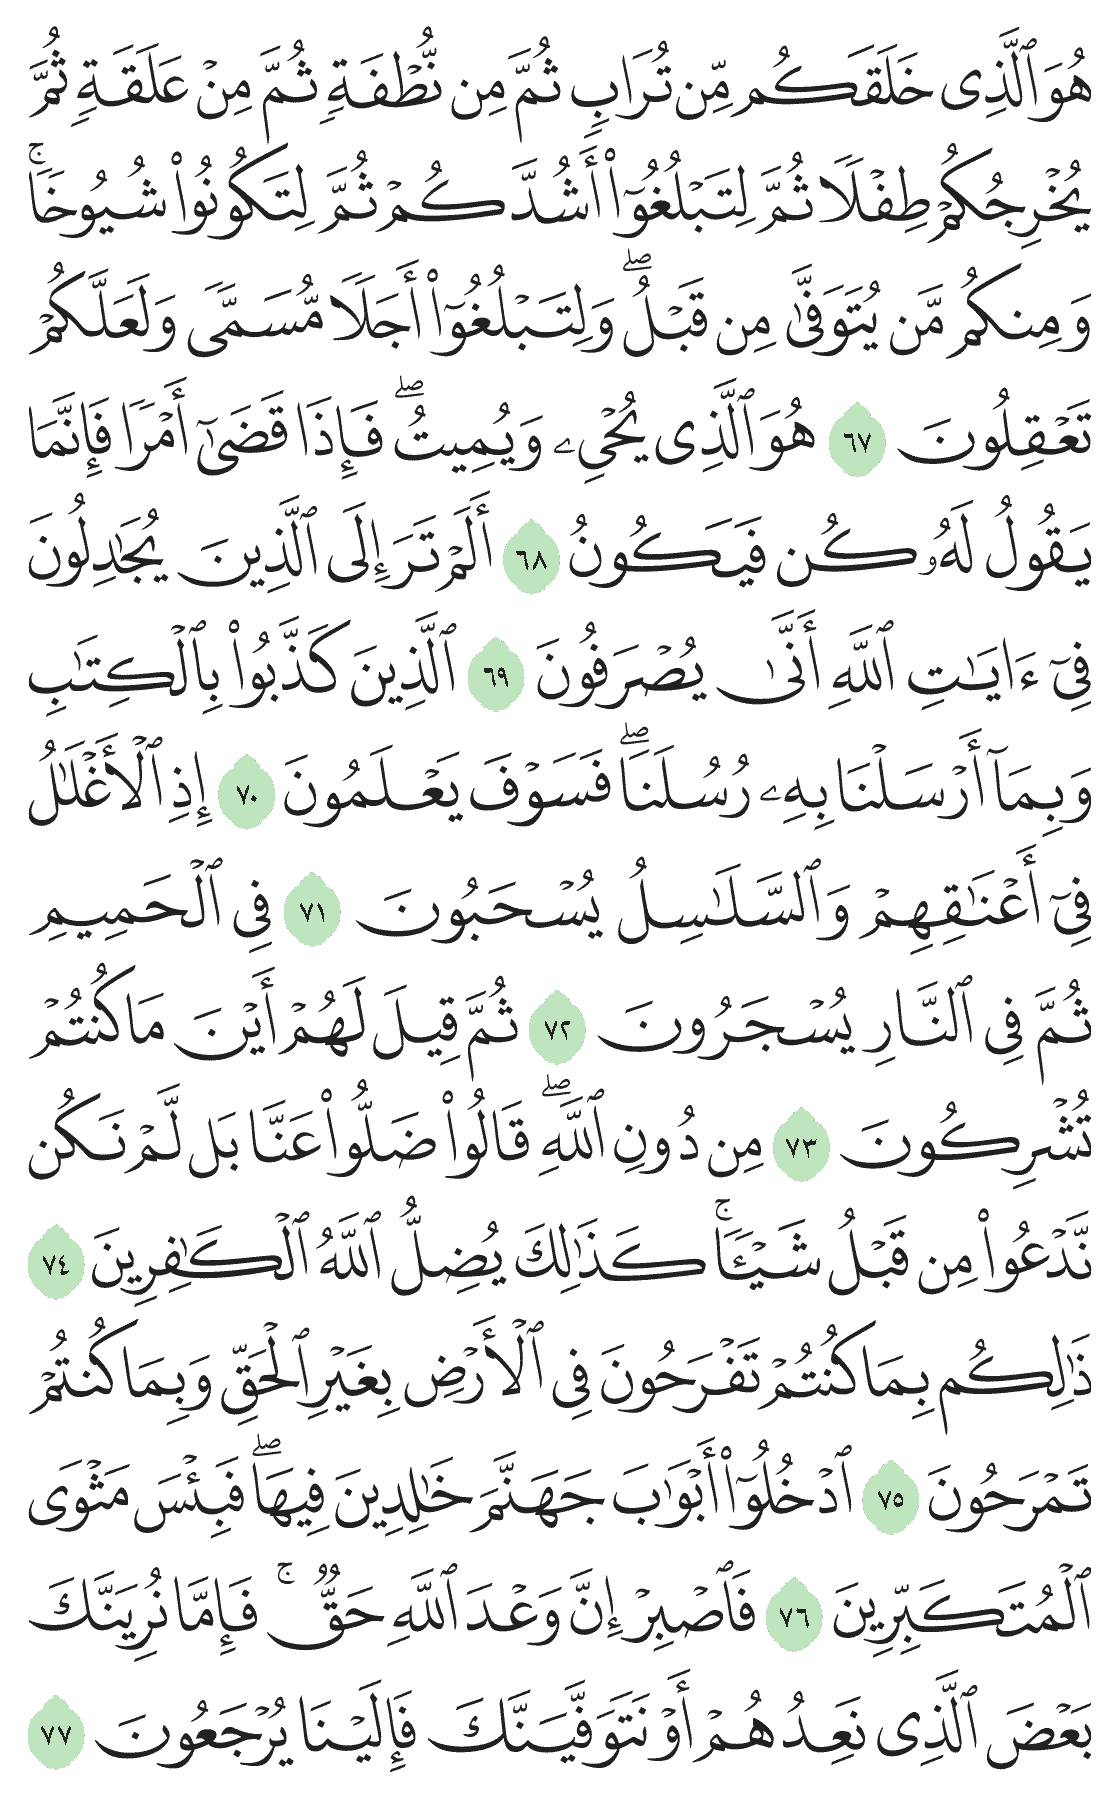 هُوَ ٱلَّذِى خَلَقَكُم مِّن تُرَابٍ ثُمَّ مِن نُّطْفَةٍ ثُمَّ مِنْ عَلَقَةٍ ثُمَّ
يُخْرِجُكُمْ طِفْلًا ثُمَّ لِتَبْلُغُوٓا۟ أَشُدَّكُمْ ثُمَّ لِتَكُونُوا۟ شُيُوخًا ۚ
وَمِنكُم مَّن يُتَوَفَّىٰ مِن قَبْلُ ۖ وَلِتَبْلُغُوٓا۟ أَجَلًا مُّسَمًّى وَلَعَلَّكُمْ
تَعْقِلُونَ ٦٧ هُوَ ٱلَّذِى يُحْىِۦ وَيُمِيتُ ۖ فَإِذَا قَضَىٰٓ أَمْرًا فَإِنَّمَا
يَقُولُ لَهُۥ كُن فَيَكُونُ ٦٨ أَلَمْ تَرَ إِلَى ٱلَّذِينَ يُجَٰدِلُونَ
فِىٓ ءَايَٰتِ ٱللَّهِ أَنَّىٰ يُصْرَفُونَ ٦٩ ٱلَّذِينَ كَذَّبُوا۟ بِٱلْكِتَٰبِ
وَبِمَآ أَرْسَلْنَا بِهِۦ رُسُلَنَا ۖ فَسَوْفَ يَعْلَمُونَ ٧٠ إِذِ ٱلْأَغْلَٰلُ
فِىٓ أَعْنَٰقِهِمْ وَٱلسَّلَٰسِلُ يُسْحَبُونَ ٧١ فِى ٱلْحَمِيمِ
ثُمَّ فِى ٱلنَّارِ يُسْجَرُونَ ٧٢ ثُمَّ قِيلَ لَهُمْ أَيْنَ مَا كُنتُمْ
تُشْرِكُونَ ٧٣ مِن دُونِ ٱللَّهِ ۖ قَالُوا۟ ضَلُّوا۟ عَنَّا بَل لَّمْ نَكُن
نَّدْعُوا۟ مِن قَبْلُ شَيْـًٔا ۚ كَذَٰلِكَ يُضِلُّ ٱللَّهُ ٱلْكَٰفِرِينَ ٧٤
ذَٰلِكُم بِمَا كُنتُمْ تَفْرَحُونَ فِى ٱلْأَرْضِ بِغَيْرِ ٱلْحَقِّ وَبِمَا كُنتُمْ
تَمْرَحُونَ ٧٥ ٱدْخُلُوٓا۟ أَبْوَٰبَ جَهَنَّمَ خَٰلِدِينَ فِيهَا ۖ فَبِئْسَ مَثْوَى
ٱلْمُتَكَبِّرِينَ ٧٦ فَٱصْبِرْ إِنَّ وَعْدَ ٱللَّهِ حَقٌّ ۚ فَإِمَّا نُرِيَنَّكَ
بَعْضَ ٱلَّذِى نَعِدُهُمْ أَوْ نَتَوَفَّيَنَّكَ فَإِلَيْنَا يُرْجَعُونَ ٧٧